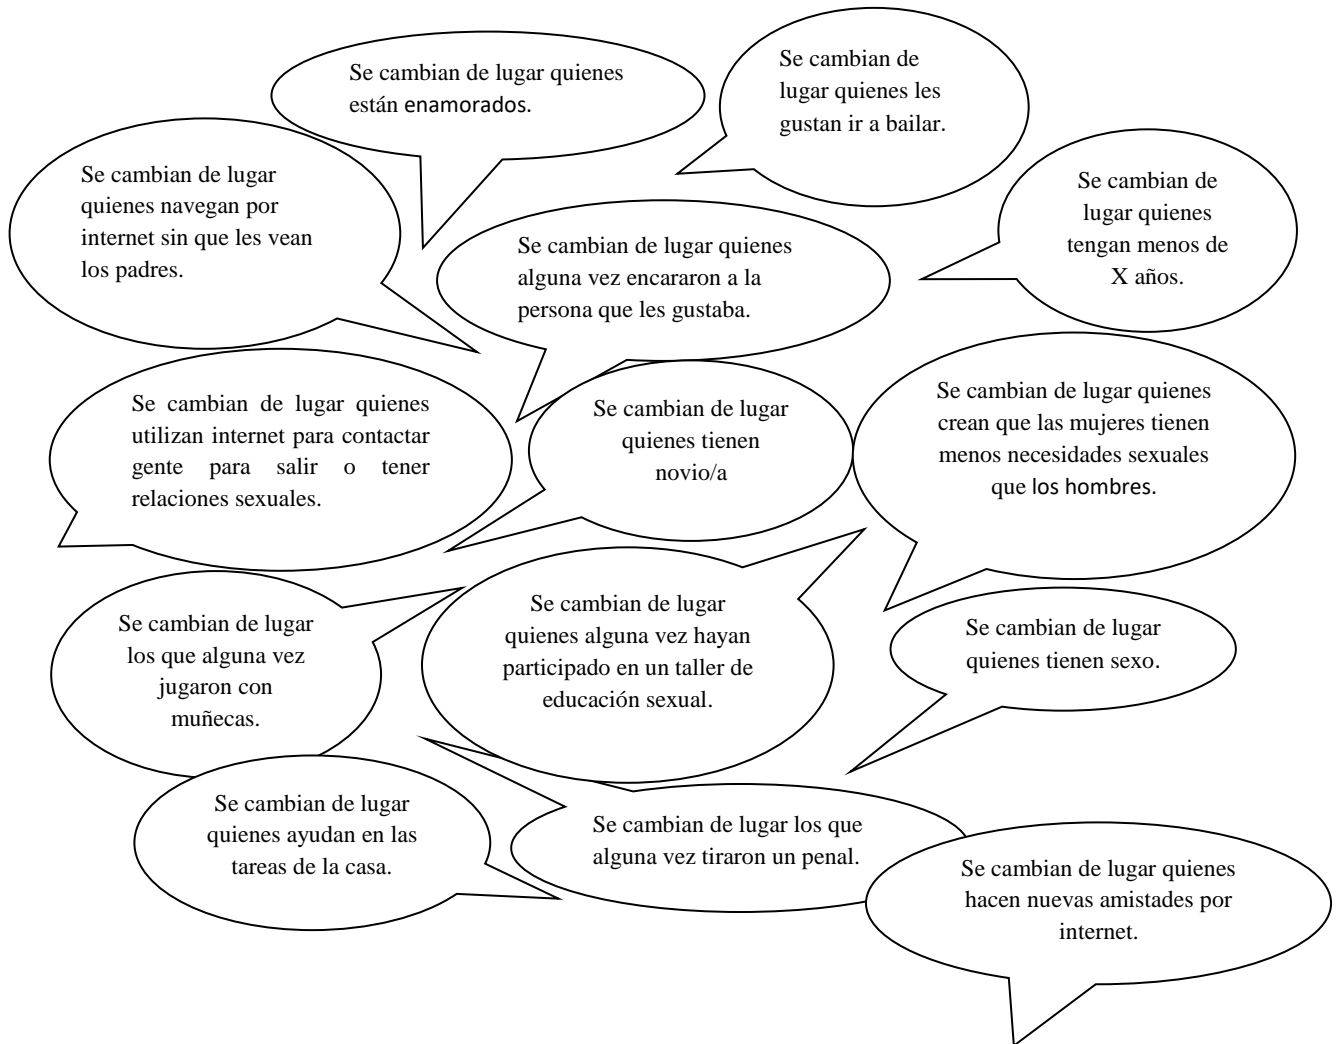 Se cambian de lugar quienes
están enamorados.
Se cambian de
lugar quienes les
gustan ir a bailar.
Se cambian de lugar
quienes navegan por
internet sin que les vean
los padres.
Se cambian de lugar quienes
alguna vez encararon a la
persona que les gustaba.
Se cambian de
lugar quienes
tengan menos de
X años.
Se cambian de lugar quienes
utilizan internet para contactar
gente para salir o tener
relaciones sexuales.
Se cambian de lugar
quienes tienen
novio/a
Se cambian de lugar quienes
crean que las mujeres tienen
menos necesidades sexuales
que los hombres.
Se cambian de lugar
los que alguna vez
jugaron con
muñecas.
Se cambian de lugar
quienes alguna vez hayan
participado en un taller de
educación sexual.
Se cambian de lugar
quienes tienen sexo.
Se cambian de lugar
quienes ayudan en las
tareas de la casa.
Se cambian de lugar los que
alguna vez tiraron un penal.
Se cambian de lugar quienes
hacen nuevas amistades por
internet.